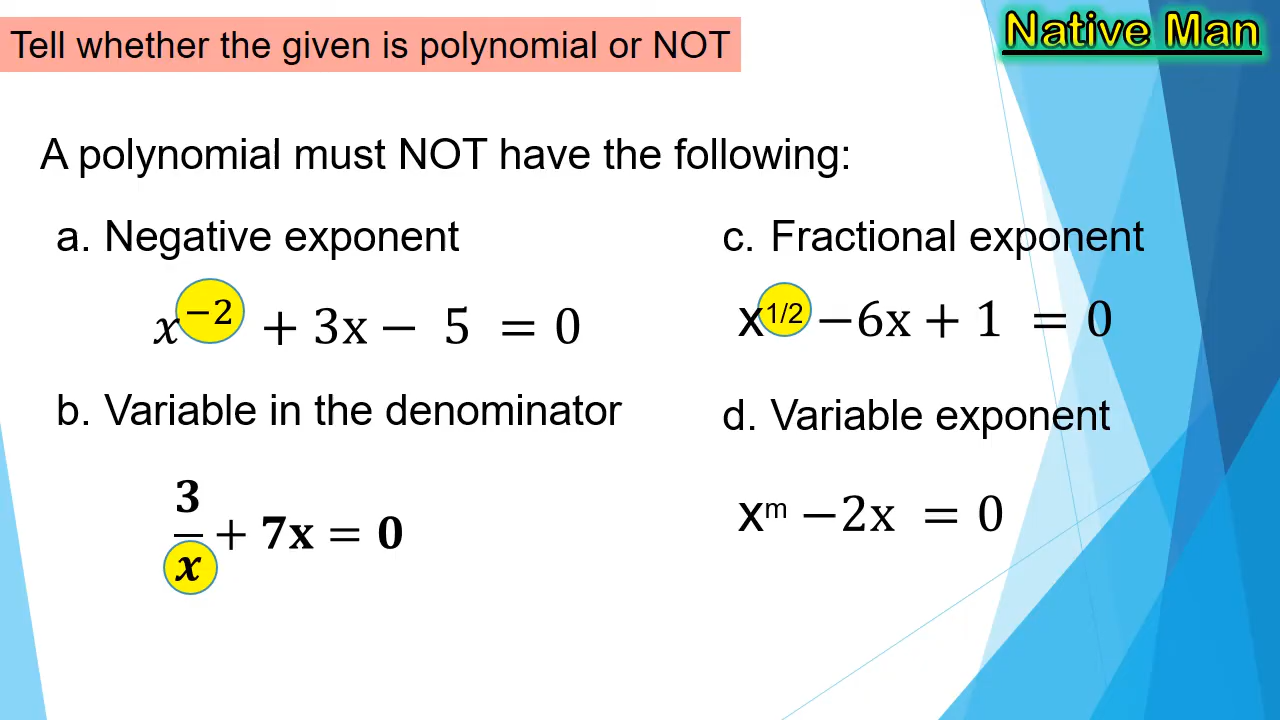 Tell whether the given is polynomial or NOT
Native Man
A polynomial must NOT have the following:
a. Negative exponent
x⁻² + 3x − 5 = 0
b. Variable in the denominator
3/x + 7x = 0
c. Fractional exponent
x^1/2 −6x + 1 = 0
d. Variable exponent
xᵐ −2x = 0